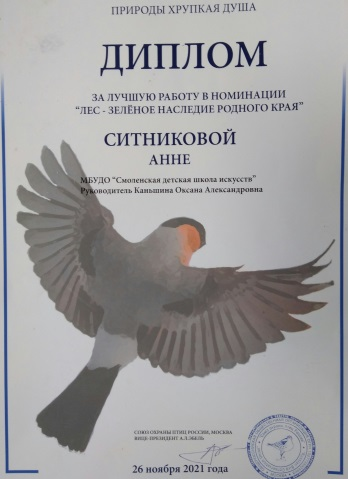 ПРИРОДЫ ХРУПКАЯ ДУША
ДИПЛОМ
ЗА ЛУЧШУЮ РАБОТУ В НОМИНАЦИИ
“ЛЕС - ЗЕЛЁНОЕ НАСЛЕДИЕ РОДНОГО КРАЯ”
СИТНИКОВОЙ
АННЕ
МБУДО “Смоленская детская школа искусств”
Руководитель Каньшина Оксана Александровна
СОЮЗ ОХРАНЫ ПТИЦ РОССИИ, МОСКВА
ВИЦЕ-ПРЕЗИДЕНТ А.Л.ЭБЕЛЬ
26 ноября 2021 года